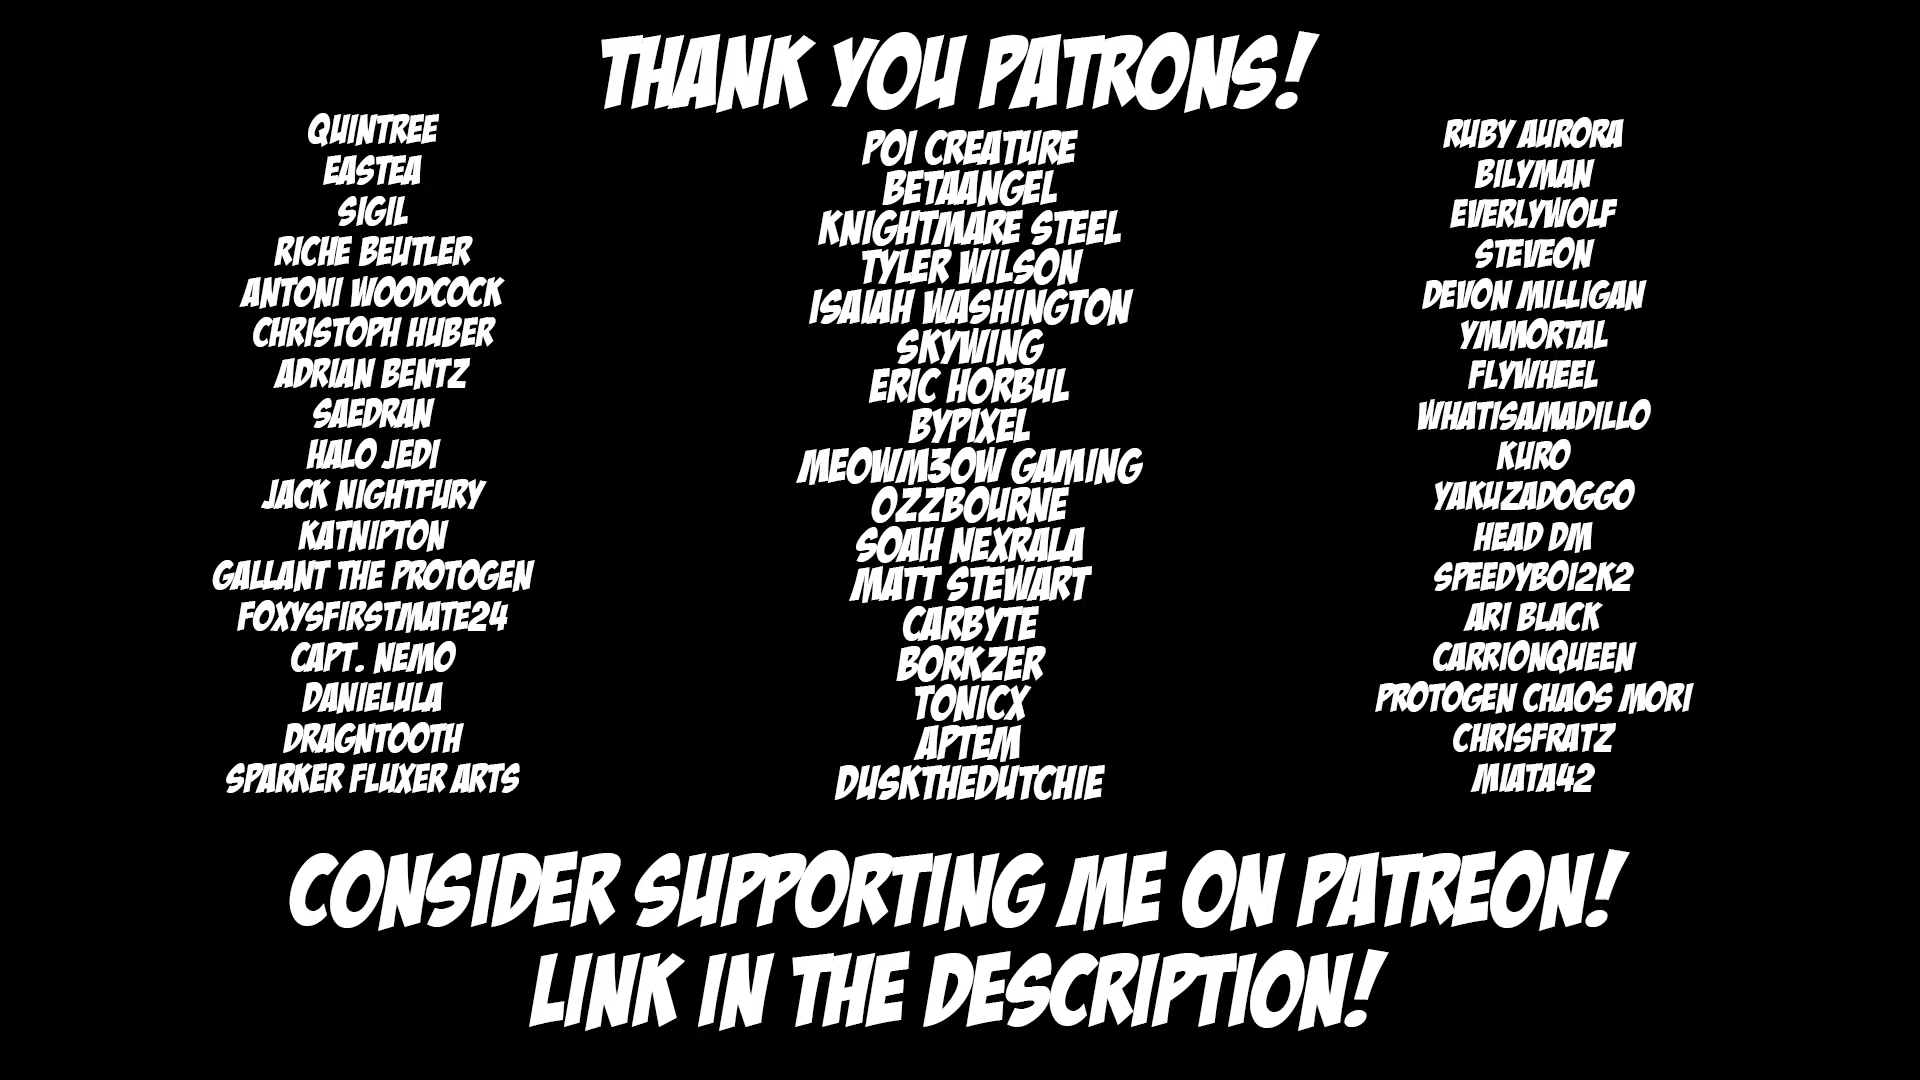 THANK YOU PATRONS!
QUINTREE
EASTEA
SIGIL
RICHE BEUTLER
ANTONI WOODCOCK
CHRISTOPH HUBER
ADRIAN BENTZ
SAEDRAN
HALO JEDI
JACK NIGHTFURY
KATNIPTON
GALLANT THE PROTOGEN
FOXYSFIRSTMATE24
CAPT. NEMO
DANIELULA
DRAGNTOOTH
SPARKER FLUXER ARTS
POI CREATURE
BETAANGEL
KNIGHTMARE STEEL
TYLER WILSON
ISAIAH WASHINGTON
SKYWING
ERIC HORBUL
BYPIXEL
MEOWM3OW GAMING
OZZBOURNE
SOAH NEXRALA
MATT STEWART
CARBYTE
BORKZER
TONICX
APTEM
DUSKTHEDUTCHIE
RUBY AURORA
BILYMAN
EVERLYWOLF
STEVEON
DEVON MILLIGAN
YMMORTAL
FLYWHEEL
WHATISAMADILLO
KURO
YAKUZADOGGO
HEAD DM
SPEEDYBOI2K2
ARI BLACK
CARRIONQUEEN
PROTOGEN CHAOS MORI
CHRISFRATZ
MIATA42
CONSIDER SUPPORTING ME ON PATREON!
LINK IN THE DESCRIPTION!